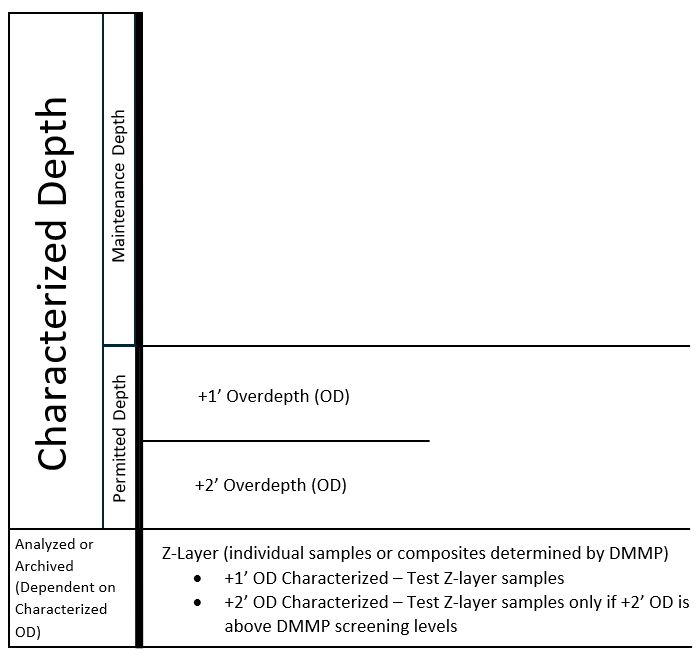 Characterized Depth
Maintenance Depth
Permitted Depth
+1’ Overdepth (OD)
+2’ Overdepth (OD)
Analyzed or
Archived
(Dependent on
Characterized
OD)
Z-Layer (individual samples or composites determined by DMMP)
• +1’ OD Characterized – Test Z-layer samples
• +2’ OD Characterized – Test Z-layer samples only if +2’ OD is
above DMMP screening levels